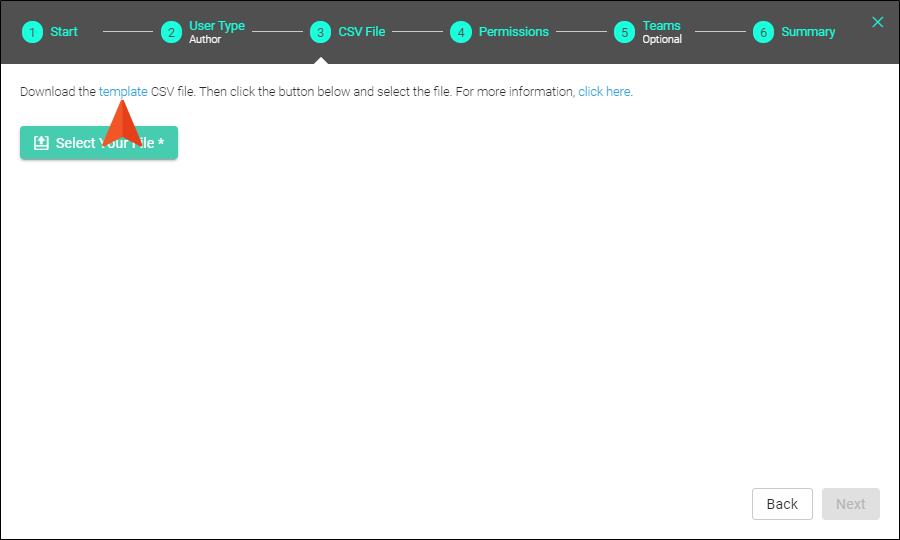 1 Start 2 User Type 3 CSV File 4 Permissions 5 Teams 6 Summary
Author Optional
Download the template CSV file. Then click the button below and select the file. For more information, click here.
Select Your File *
Back Next